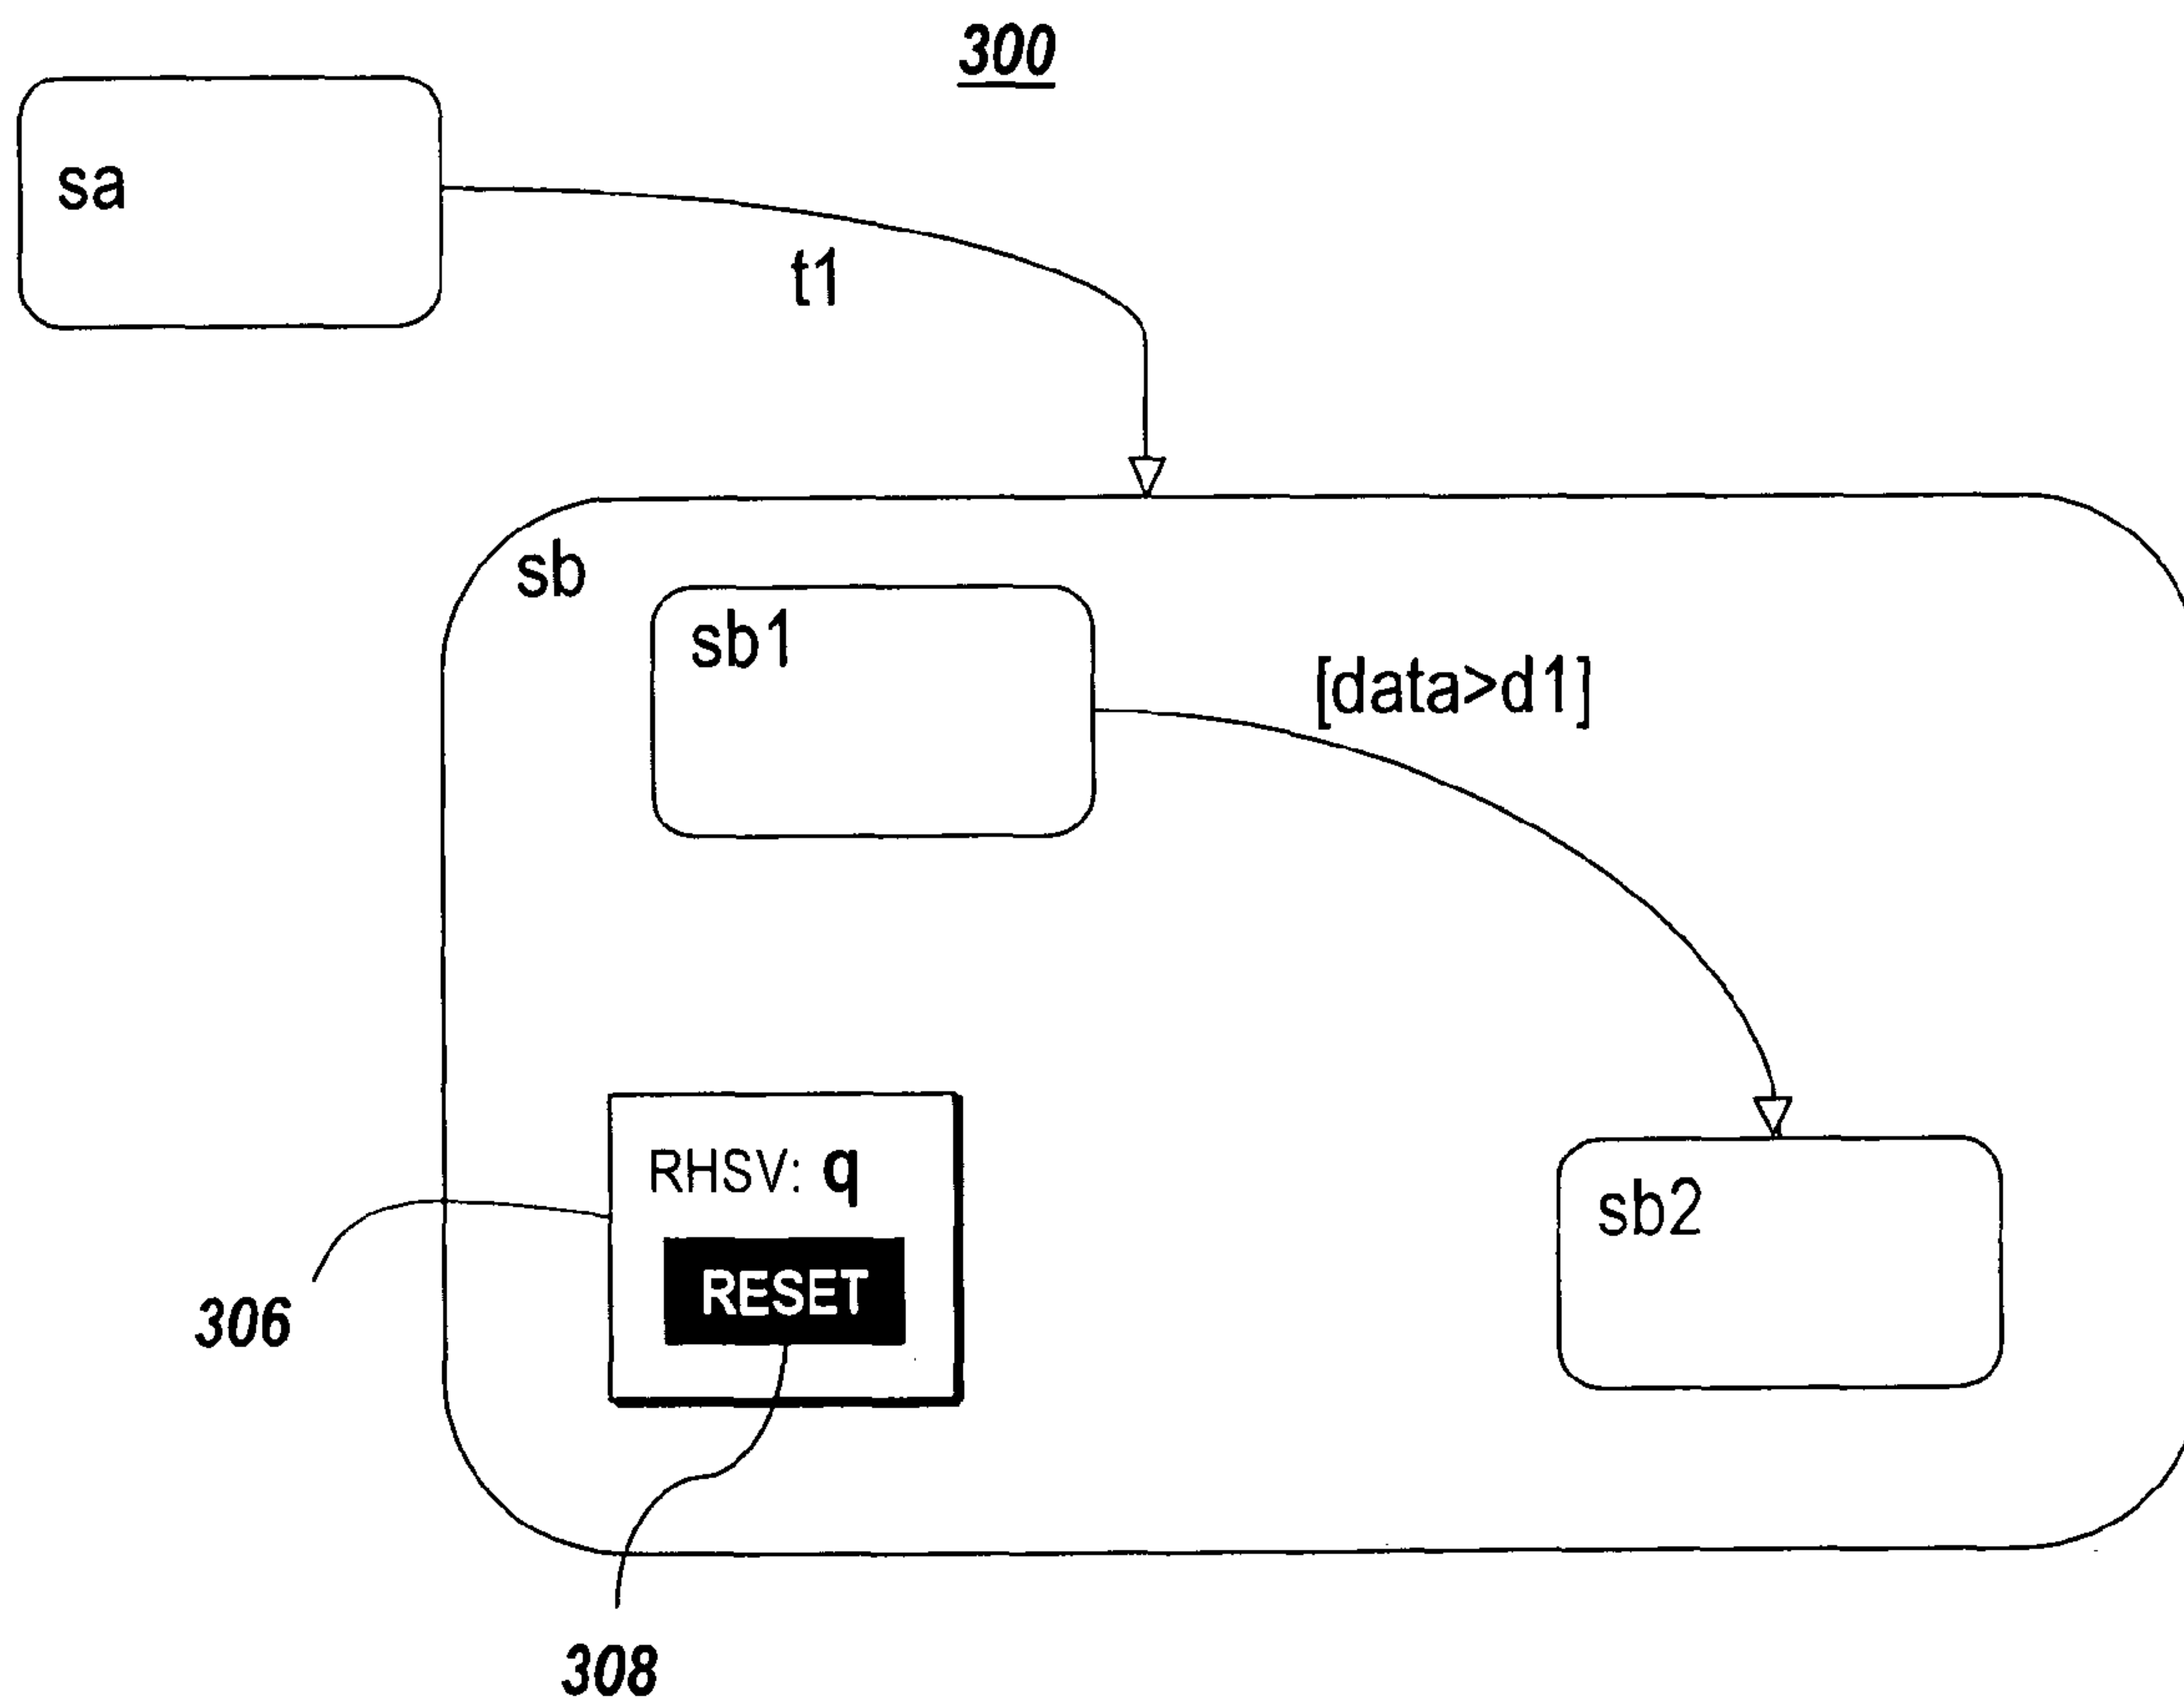 300
sa
t1
sb
sb1
[data>d1]
RHSV: q
RESET
sb2
306
308